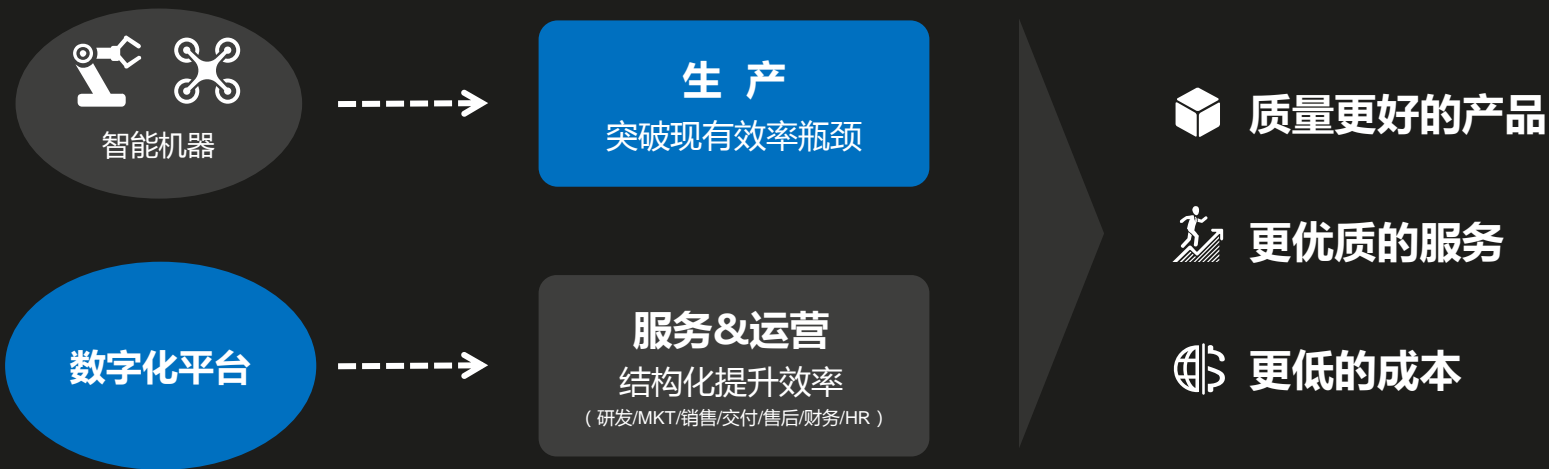 智能机器
生 产
突破现有效率瓶颈
数字化平台
服务&运营
结构化提升效率
（研发/MKT/销售/交付/售后/财务/HR）
质量更好的产品
更优质的服务
更低的成本